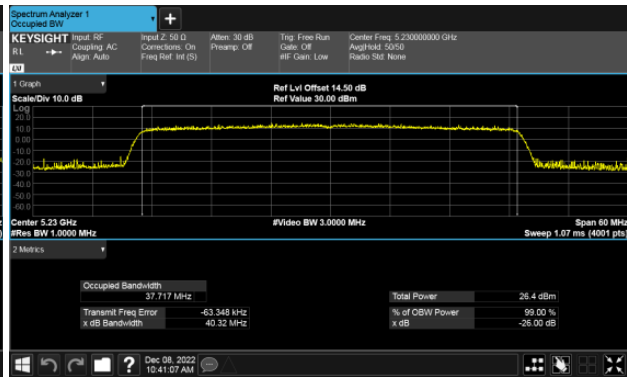 Spectrum Analyzer 1
Occupied BW
+
KEYSIGHT Input: RF Input Z: 50 Ω Atten: 30 dB Trig: Free Run Center Freq: 5.230000000 GHz
RL Coupling: AC Corrections: On Preamp: Off Gate: Off Avg|Hold: 50/50
Align: Auto Freq Ref: Int (S) #IF Gain: Low Radio Std: None
LXI
1 Graph Ref Lvl Offset 14.50 dB
Scale/Div 10.0 dB Ref Value 30.00 dBm
Log
20.0
10.0
0.00
-10.0
-20.0
-30.0
-40.0
-50.0
-60.0
Center 5.23 GHz #Video BW 3.0000 MHz Span 60 MHz
#Res BW 1.0000 MHz Sweep 1.07 ms (4001 pts)
2 Metrics
Occupied Bandwidth
37.717 MHz Total Power 26.4 dBm
Transmit Freq Error -63.348 kHz % of OBW Power 99.00 %
x dB Bandwidth 40.32 MHz x dB -26.00 dB
? Dec 08, 2022
10:41:07 AM